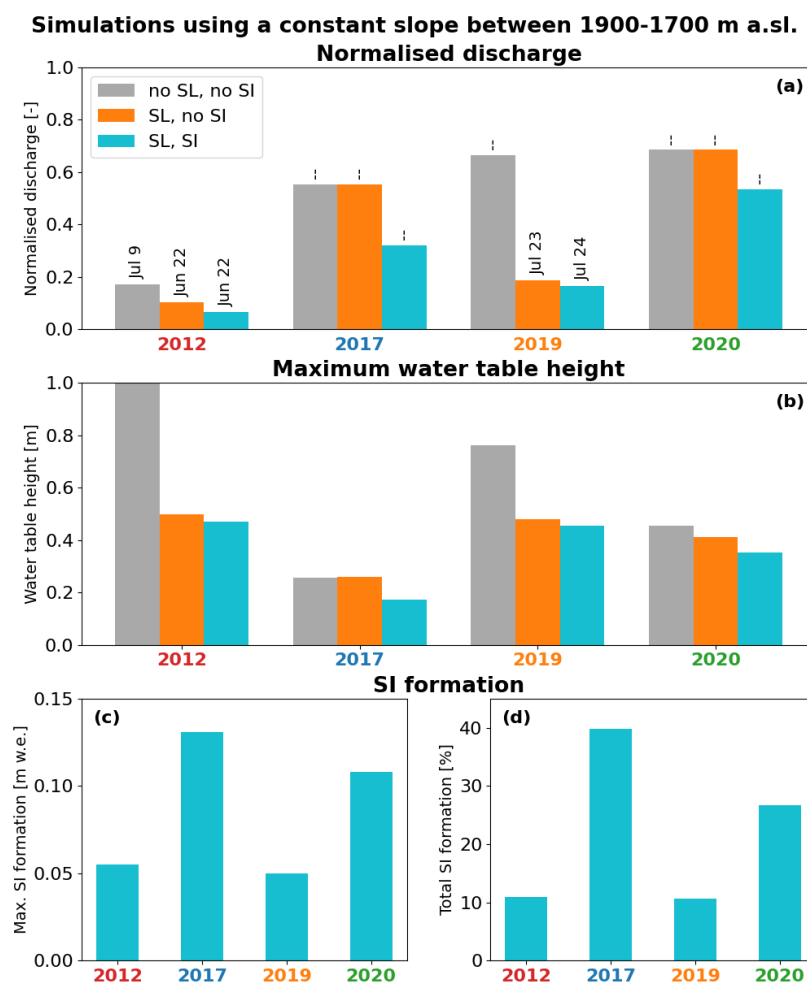 Simulations using a constant slope between 1900-1700 m a.sl.
Normalised discharge
(a)
no SL, no SI
SL, no SI
SL, SI
Normalised discharge [-]
1.0
0.8
0.6
0.4
0.2
0.0
Jul 9
Jun 22
Jun 22
--
--
--
--
Jul 23
Jul 24
--
--
--
2012
2017
2019
2020
Maximum water table height
(b)
Water table height [m]
1.0
0.8
0.6
0.4
0.2
0.0
2012
2017
2019
2020
SI formation
(c)
Max. SI formation [m w.e.]
0.15
0.10
0.05
0.00
2012
2017
2019
2020
(d)
Total SI formation [%]
40
30
20
10
0
2012
2017
2019
2020